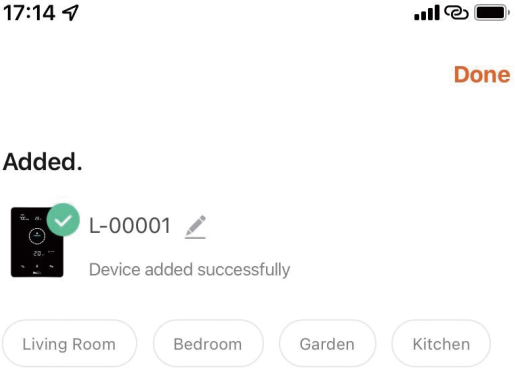 17:14
Done
Added.
L-00001
Device added successfully
Living Room Bedroom Garden Kitchen